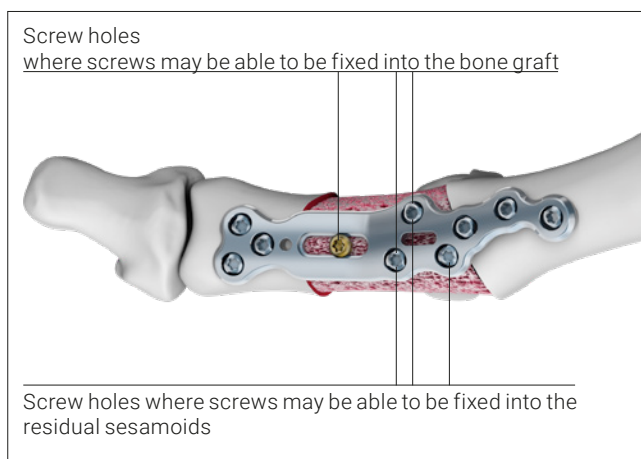 Screw holes
where screws may be able to be fixed into the bone graft
Screw holes where screws may be able to be fixed into the
residual sesamoids